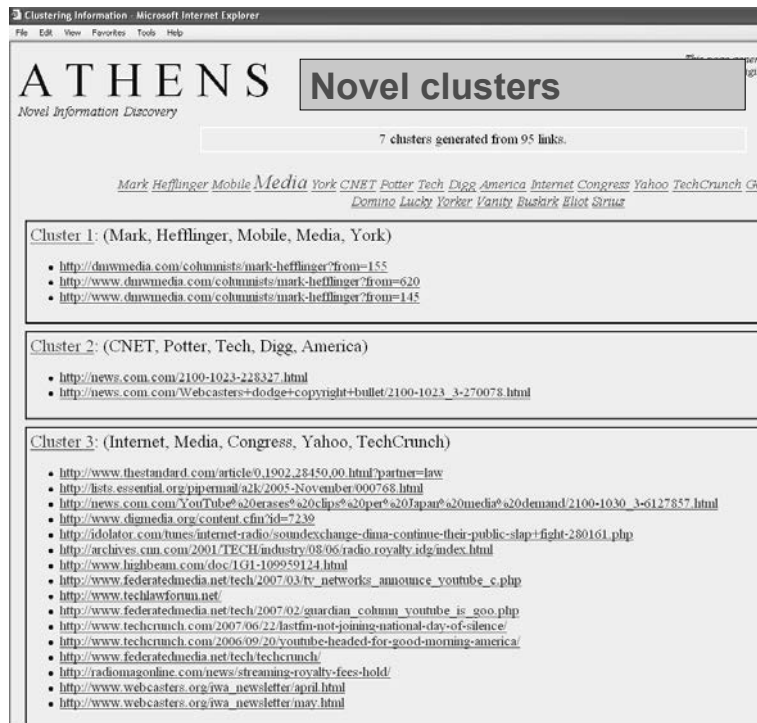 Clustering Information - Microsoft Internet Explorer
File Edit View Favorites Tools Help
ATHENS
Novel Information Discovery
Novel clusters
7 clusters generated from 95 links.
Mark Hefflinger Mobile Media York CNET Potter Tech Digg America Internet Congress Yahoo TechCrunch
Domino Lucky Yorker Vanity Buskirk Eliot Sirius
Cluster 1: (Mark, Hefflinger, Mobile, Media, York)
http://dmwmedia.com/columnists/mark-hefflinger?from=155
http://www.dmwmedia.com/columnists/mark-hefflinger?from=620
http://www.dmwmedia.com/columnists/mark-hefflinger?from=145
Cluster 2: (CNET, Potter, Tech, Digg, America)
http://news.com.com/2100-1023-228327.html
http://news.com.com/Webcasters+dodge+copyright+bullet/2100-1023_3-270078.html
Cluster 3: (Internet, Media, Congress, Yahoo, TechCrunch)
http://www.thestandard.com/article/0,1902,28450,00.html?partner=law
http://lists.essential.org/pipermail/a2k/2005-November/000768.html
http://news.com.com/YouTube%20erases%20clips%20per%20Japan%20media%20demand/2100-1030_3-6127857.html
http://www.digmedia.org/content.cfm?id=7239
http://idolator.com/tunes/internet-radio/soundexchange-dima-continue-their-public-slap+fight-280161.php
http://archives.cnn.com/2001/TECH/industry/08/06/radio.royalty.idg/index.html
http://www.highbeam.com/doc/1G1-109959124.html
http://www.federatedmedia.net/tech/2007/03/tv_networks_announce_youtube_c.php
http://www.techlawforum.net/
http://www.federatedmedia.net/tech/2007/02/guardian_column_youtube_is_goo.php
http://www.techcrunch.com/2007/06/22/lastfm-not-joining-national-day-of-silence/
http://www.techcrunch.com/2006/09/20/youtube-headed-for-good-morning-america/
http://www.federatedmedia.net/tech/techcrunch/
http://radiomagonline.com/news/streaming-royalty-fees-hold/
http://www.webcasters.org/iwa_newsletter/april.html
http://www.webcasters.org/iwa_newsletter/may.html